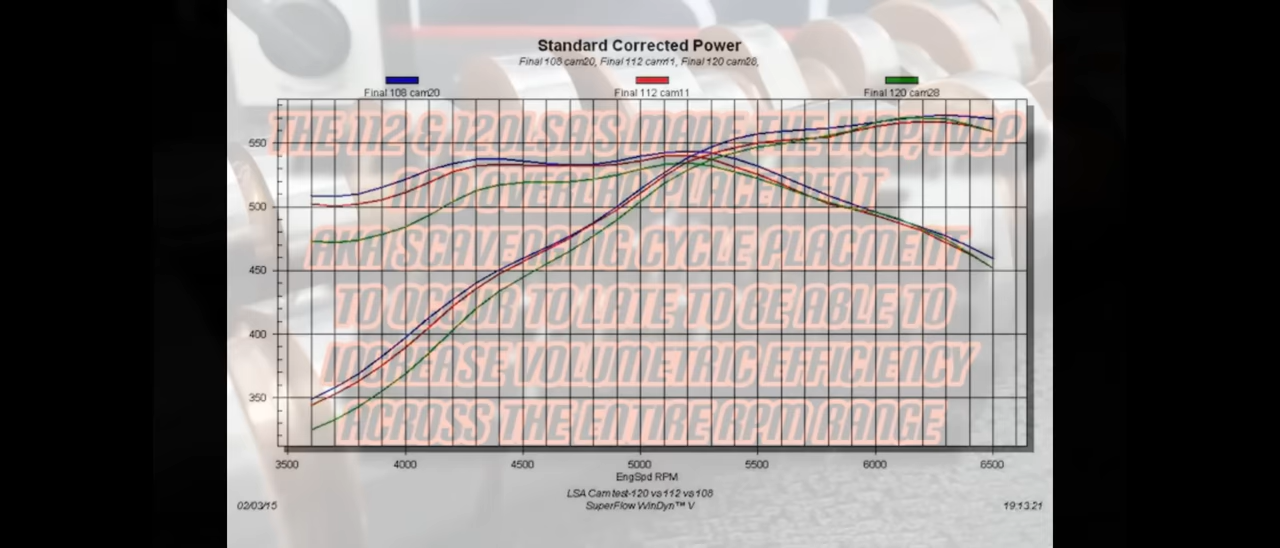 Standard Corrected Power
Final 108 cam20, Final 112 cam11, Final 120 cam28,
Final 108 cam20 Final 112 cam11 Final 120 cam28
THE 112 & 120LSA'S MADE THE IVO,
AND OVERLAP PLACEMENT
550
500
AKA SCAVENGING CYCLE PLACMENT
450
TO OCCUR TO LATE TO BE ABLE TO
400
INCREASE VOLUMETRIC EFFICIENCY
350
ACROSS THE ENTIRE RPM RANGE
3500 4000 4500 5000 5500 6000 6500
EngSpd RPM
LSA Cam test-120 vs 112 vs 108
02/03/15 SuperFlow WinDyn™ V 19:13:21